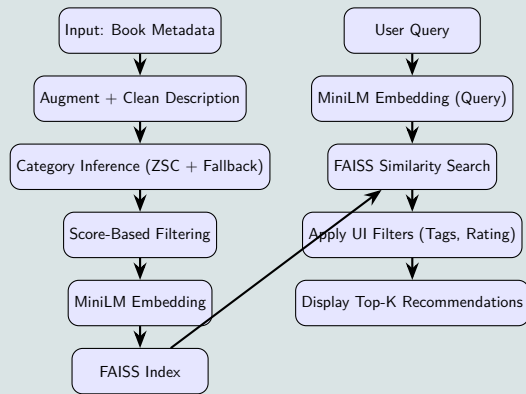 Input: Book Metadata
Augment + Clean Description
Category Inference (ZSC + Fallback)
Score-Based Filtering
MiniLM Embedding
FAISS Index
User Query
MiniLM Embedding (Query)
FAISS Similarity Search
Apply UI Filters (Tags, Rating)
Display Top-K Recommendations